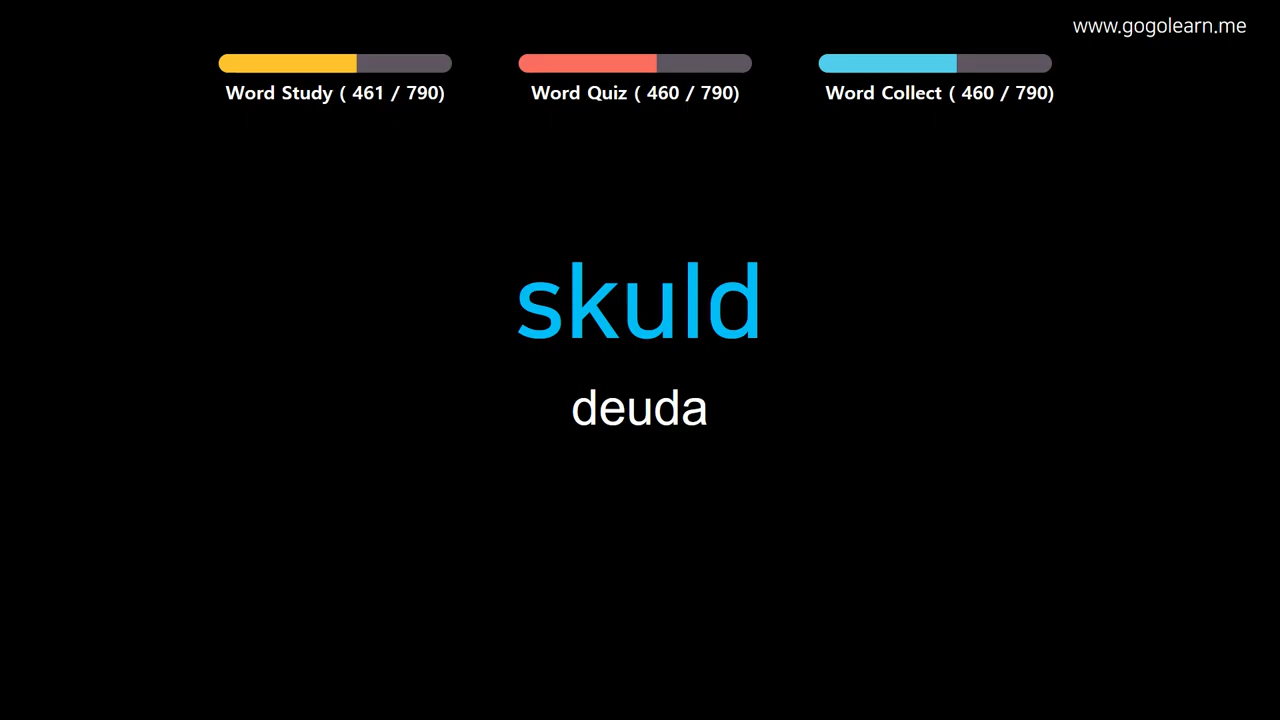 www.gogolearn.me
Word Study ( 461 / 790)
Word Quiz ( 460 / 790)
Word Collect ( 460 / 790)
skuld
deuda